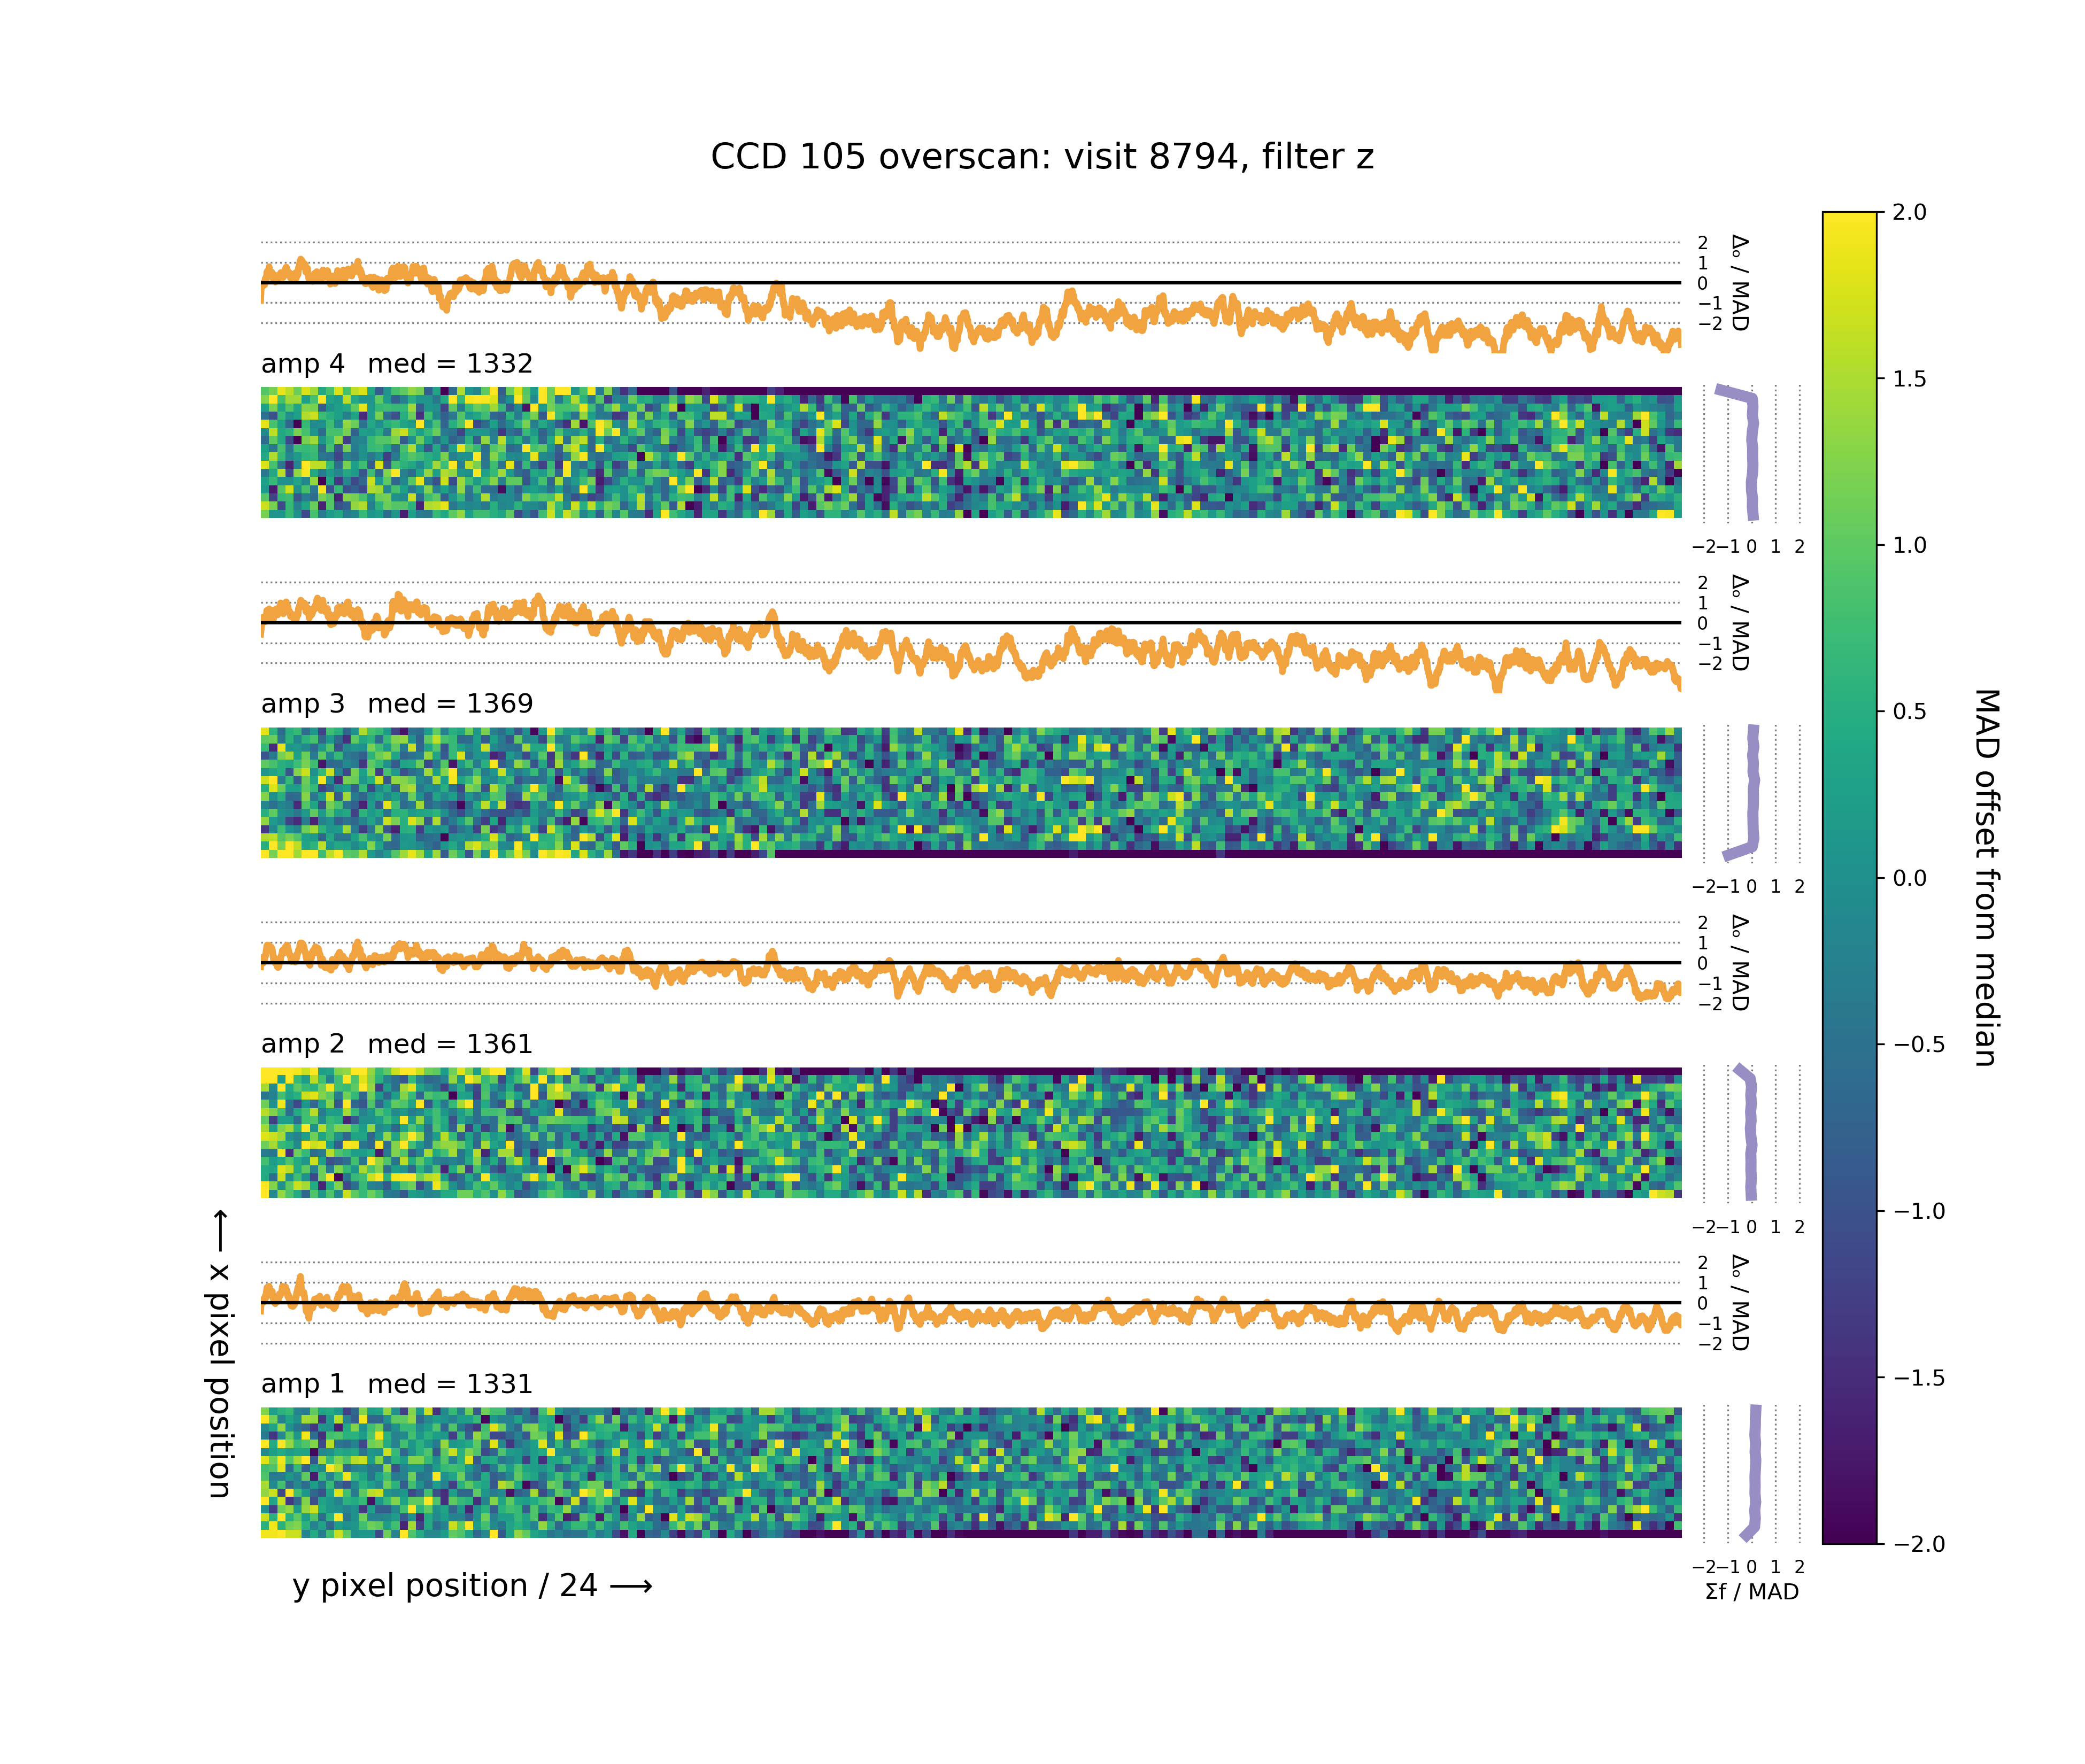 CCD 105 overscan: visit 8794, filter z
2
1
0
−1
−2
Δₒ / MAD
amp 4 med = 1332
−2 −1 0 1 2
2
1
0
−1
−2
Δₒ / MAD
amp 3 med = 1369
−2 −1 0 1 2
2
1
0
−1
−2
Δₒ / MAD
amp 2 med = 1361
−2 −1 0 1 2
2
1
0
−1
−2
Δₒ / MAD
amp 1 med = 1331
−2 −1 0 1 2
Σf / MAD
x pixel position ⟶
y pixel position / 24 ⟶
2.0
1.5
1.0
0.5
0.0
−0.5
−1.0
−1.5
−2.0
MAD offset from median